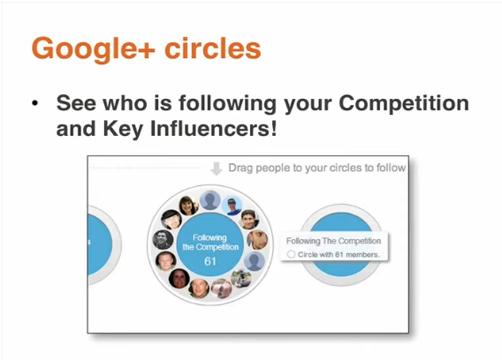 Google+ circles
• See who is following your Competition
and Key Influencers!
Drag people to your circles to follow
Following
the Competition
61
Following The Competition
Circle with 61 members.